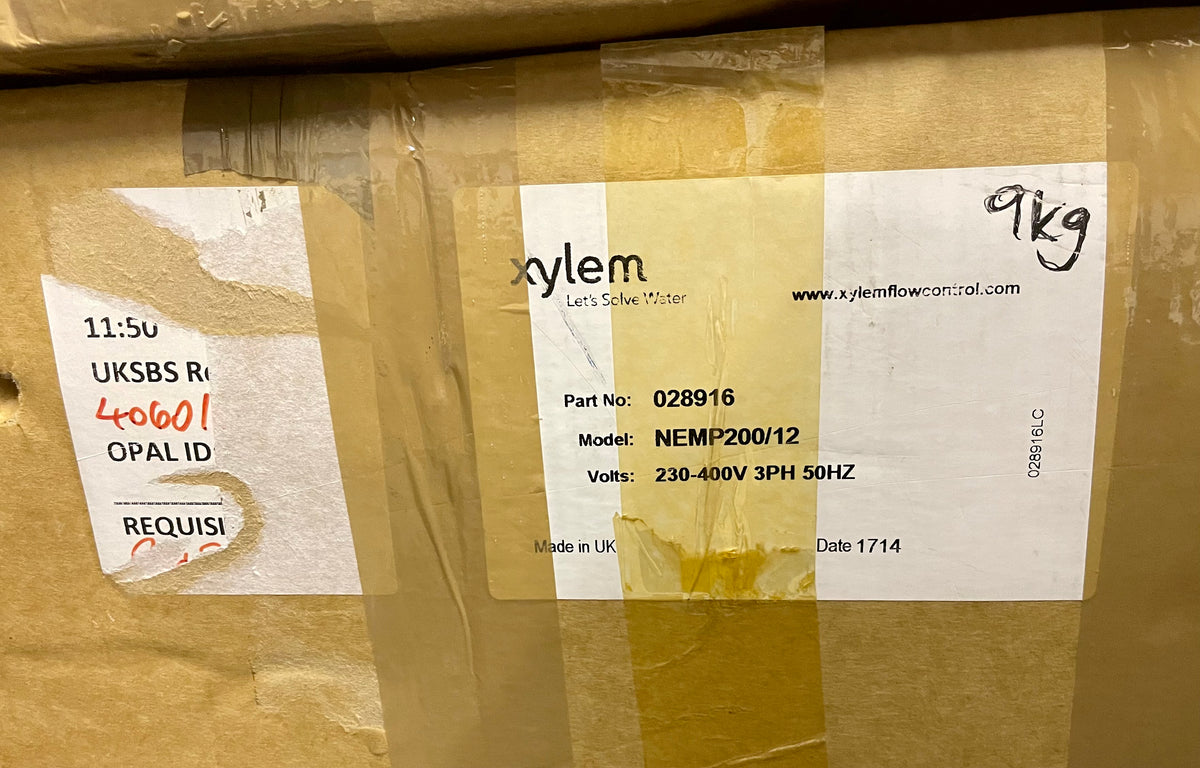 11:50
UKSBS
40601
OPAL ID
REQUISI
9kg
xylem
Let's Solve Water
www.xylemflowcontrol.com
Part No: 028916
Model: NEMP200/12
Volts: 230-400V 3PH 50HZ
028916LC
Made in UK
Date 1714